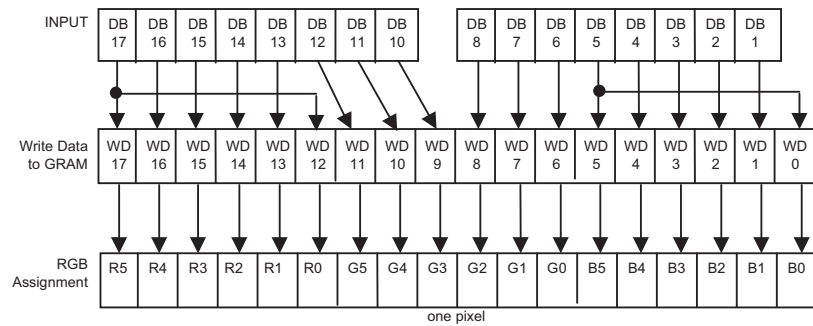 INPUT DB DB DB DB DB DB DB DB DB DB DB DB DB DB DB DB
17 16 15 14 13 12 11 10 8 7 6 5 4 3 2 1
Write Data WD WD WD WD WD WD WD WD WD WD WD WD WD WD WD WD WD WD
to GRAM 17 16 15 14 13 12 11 10 9 8 7 6 5 4 3 2 1 0
RGB R5 R4 R3 R2 R1 R0 G5 G4 G3 G2 G1 G0 B5 B4 B3 B2 B1 B0
Assignment
one pixel